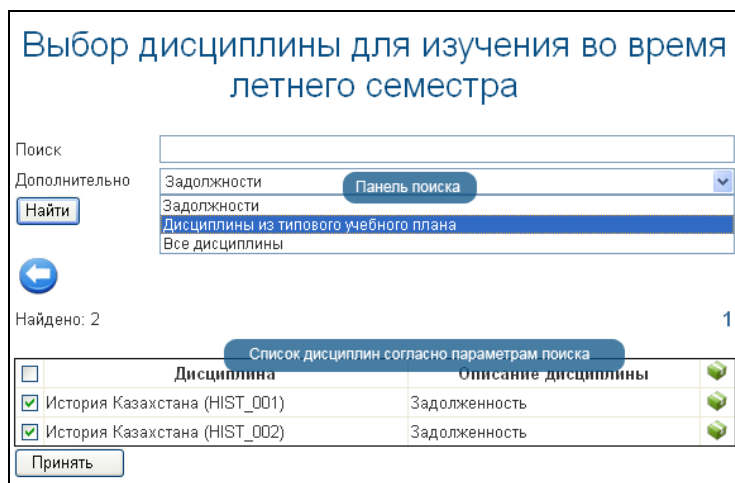 Выбор дисциплины для изучения во время
летнего семестра
Поиск
Дополнительно
Задолжности
Панель поиска
Найти
Задолжности
Дисциплины из типового учебного плана
Все дисциплины
Найдено: 2
1
Список дисциплин согласно параметрам поиска
Дисциплина Описание дисциплины
История Казахстана (HIST_001) Задолженность
История Казахстана (HIST_002) Задолженность
Принять